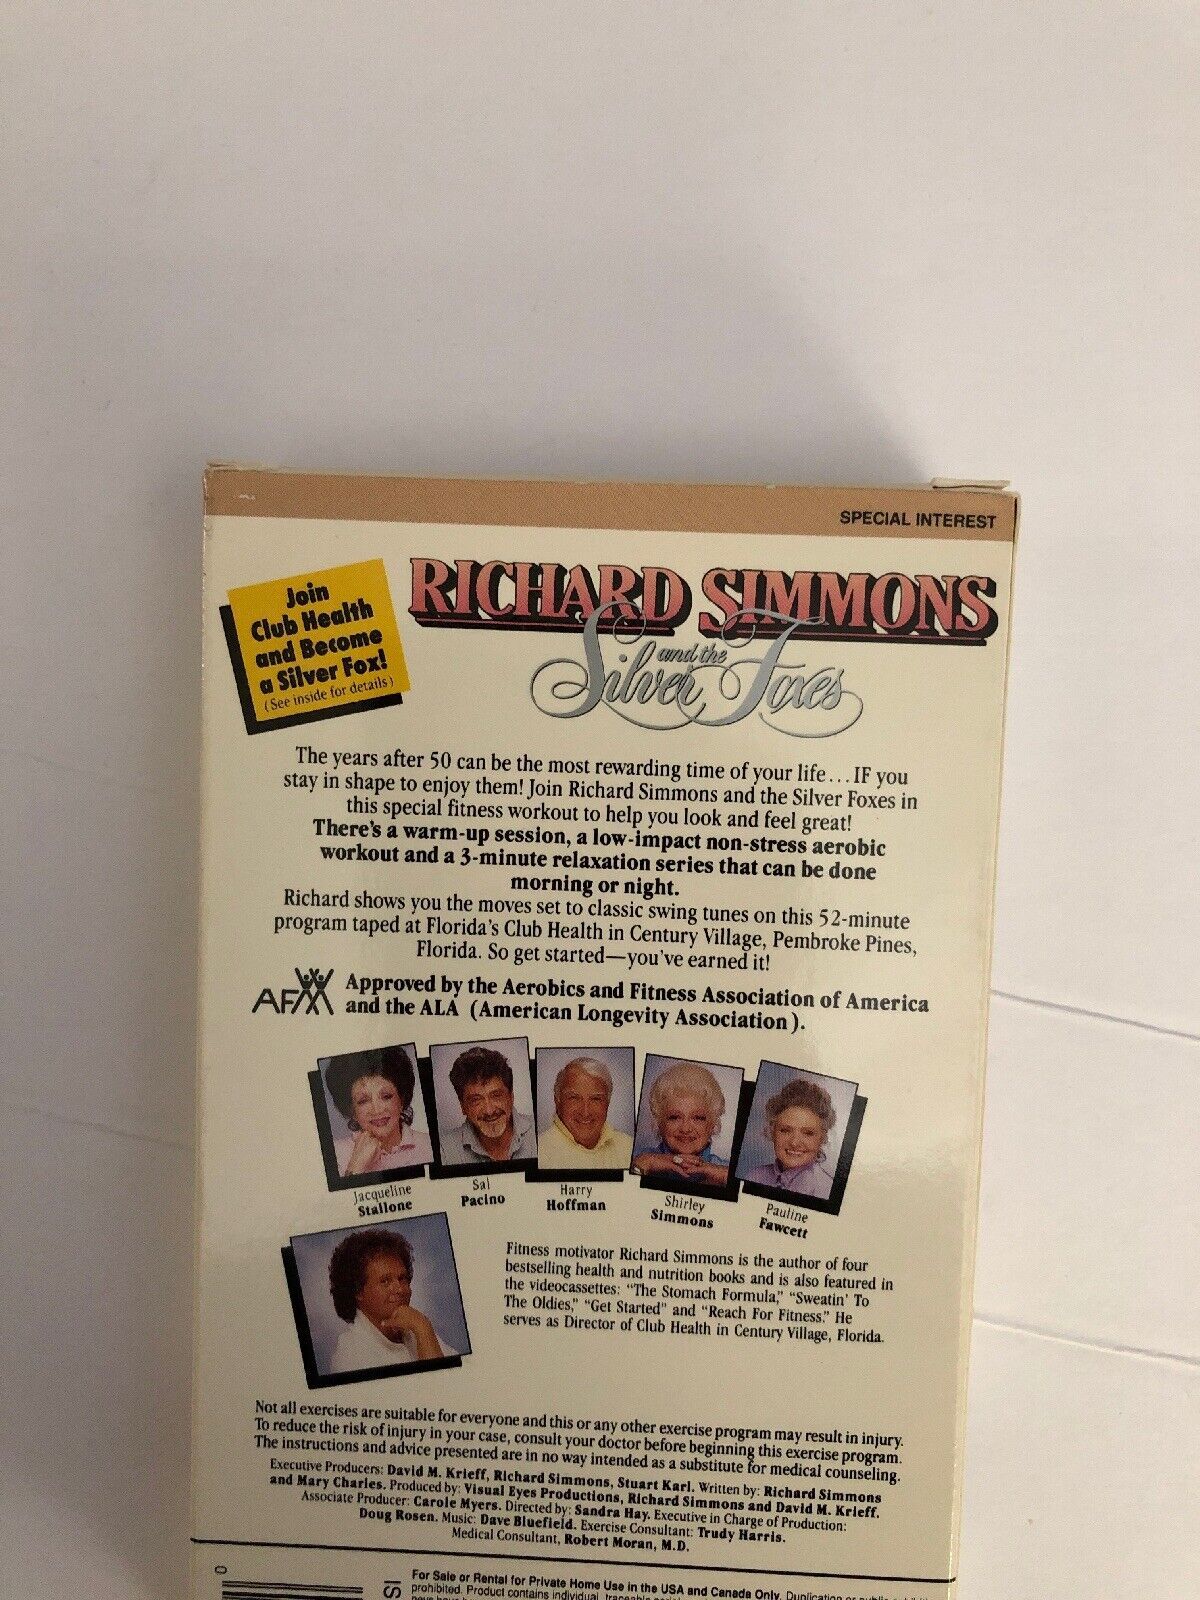 SPECIAL INTEREST
Join
Club Health
and Become
a Silver Fox!
(See inside for details)
RICHARD SIMMONS
and the
Silver Foxes
The years after 50 can be the most rewarding time of your life...IF you
stay in shape to enjoy them! Join Richard Simmons and the Silver Foxes in
this special fitness workout to help you look and feel great!
There's a warm-up session, a low-impact non-stress aerobic
workout and a 3-minute relaxation series that can be done
morning or night.
Richard shows you the moves set to classic swing tunes on this 52-minute
program taped at Florida's Club Health in Century Village, Pembroke Pines,
Florida. So get started—you've earned it!
AFAA
Approved by the Aerobics and Fitness Association of America
and the ALA (American Longevity Association).
Jacqueline
Stallone
Sal
Pacino
Harry
Hoffman
Shirley
Simmons
Pauline
Fawcett
Fitness motivator Richard Simmons is the author of four
bestselling health and nutrition books and is also featured in
the videocassettes: "The Stomach Formula," "Sweatin' To
The Oldies," "Get Started" and "Reach For Fitness." He
serves as Director of Club Health in Century Village, Florida.
Not all exercises are suitable for everyone and this or any other exercise program may result in injury.
To reduce the risk of injury in your case, consult your doctor before beginning this exercise program.
The instructions and advice presented are in no way intended as a substitute for medical counseling.
Executive Producers: David M. Krieff, Richard Simmons, Stuart Karl. Written by: Richard Simmons
and Mary Charles. Produced by: Visual Eyes Productions, Richard Simmons and David M. Krieff.
Associate Producer: Carole Myers. Directed by: Sandra Hay. Executive in Charge of Production:
Doug Rosen. Music: Dave Bluefield. Exercise Consultant: Trudy Harris.
Medical Consultant, Robert Moran, M.D.
0
SI
For Sale or Rental for Private Home Use in the USA and Canada Only. Duplication or public
prohibited. Product contains individual, traceable